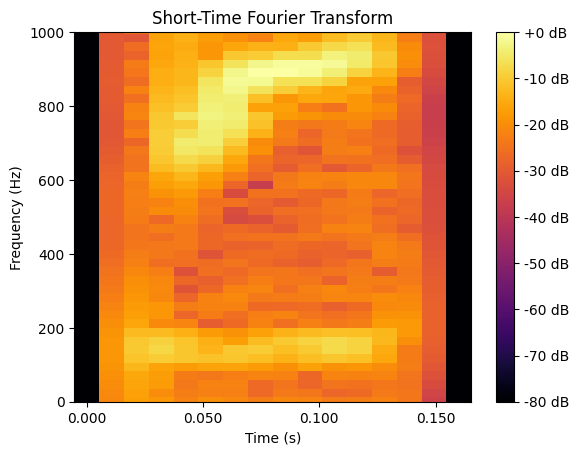 Short-Time Fourier Transform
1000
800
600
400
200
0
Frequency (Hz)
0.000
0.050
0.100
0.150
Time (s)
+0 dB
-10 dB
-20 dB
-30 dB
-40 dB
-50 dB
-60 dB
-70 dB
-80 dB